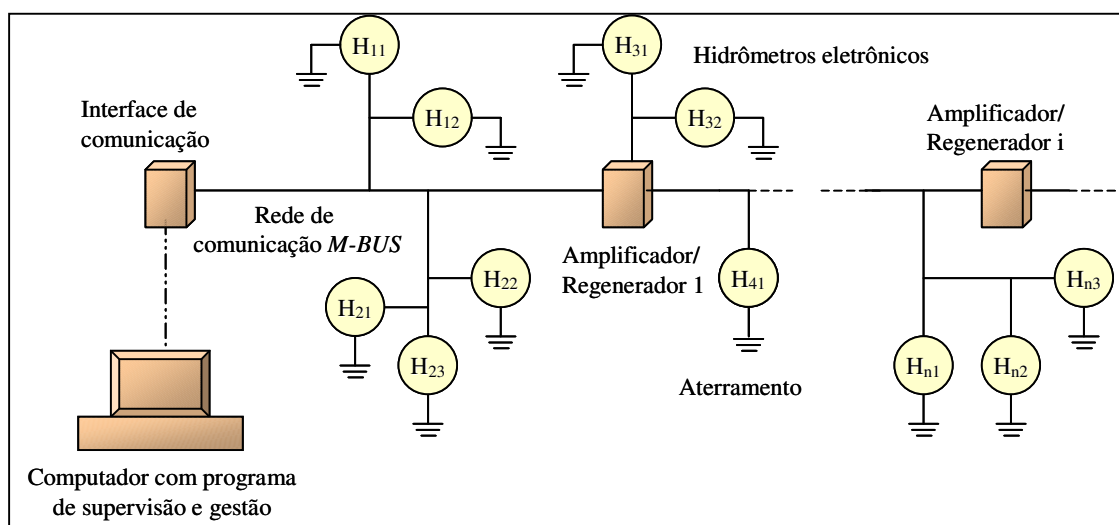 H11
H31
Hidrômetros eletrônicos
Interface de
comunicação
H12
H32
Amplificador/
Regenerador i
Rede de
comunicação M-BUS
Amplificador/
Regenerador 1
H21
H22
H41
Hn3
H23
Hn1
Hn2
Aterramento
Computador com programa
de supervisão e gestão